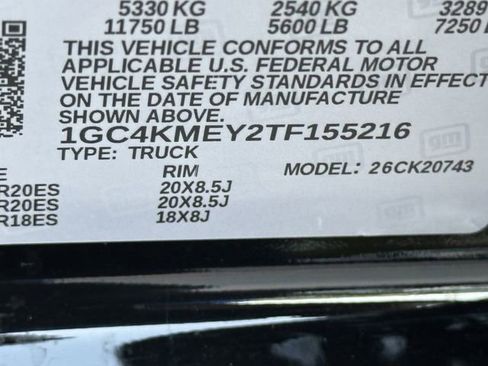 5330 KG 2540 KG 3289
11750 LB 5600 LB 7250
THIS VEHICLE CONFORMS TO ALL
APPLICABLE U.S. FEDERAL MOTOR
VEHICLE SAFETY STANDARDS IN EFFECT
ON THE DATE OF MANUFACTURE
SHOWN ABOVE.
1GC4KMEY2TF155216
TYPE: TRUCK MODEL: 26CK20743
RIM
R20ES 20X8.5J
R20ES 20X8.5J
R18ES 18X8J